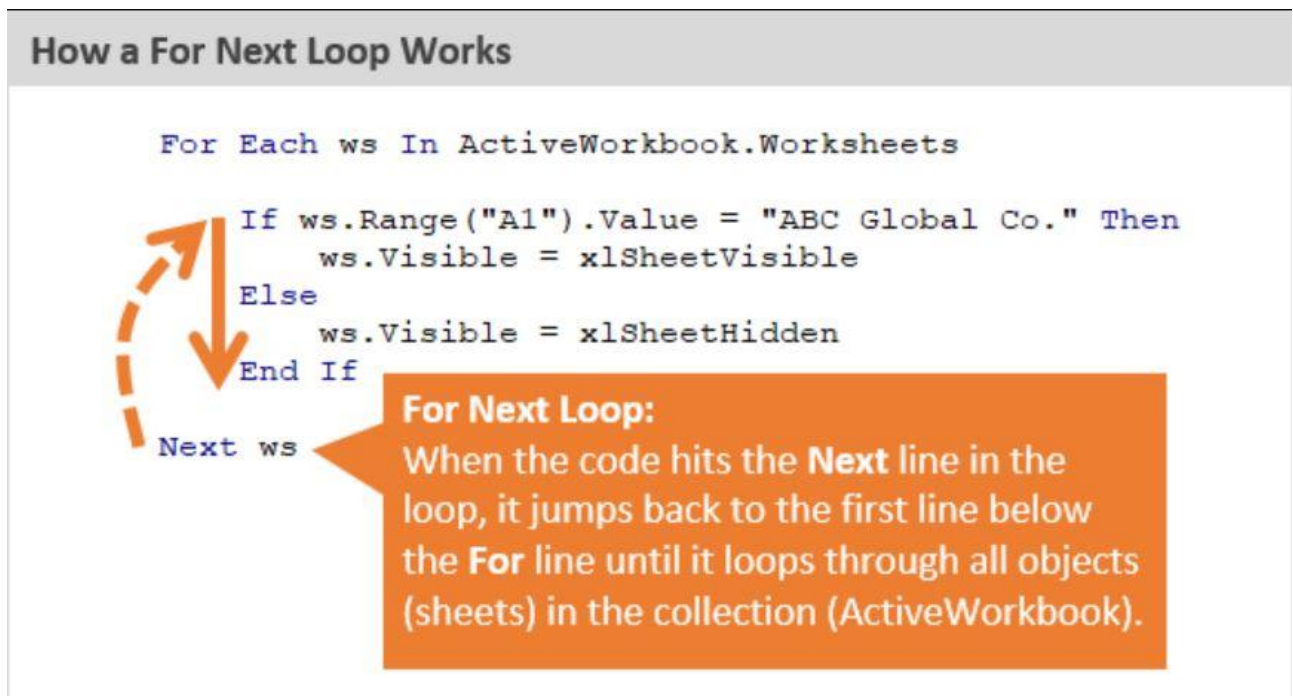 How a For Next Loop Works
For Each ws In ActiveWorkbook.Worksheets
If ws.Range("A1").Value = "ABC Global Co." Then
ws.Visible = xlSheetVisible
Else
ws.Visible = xlSheetHidden
End If
Next ws
For Next Loop:
When the code hits the Next line in the
loop, it jumps back to the first line below
the For line until it loops through all objects
(sheets) in the collection (ActiveWorkbook).